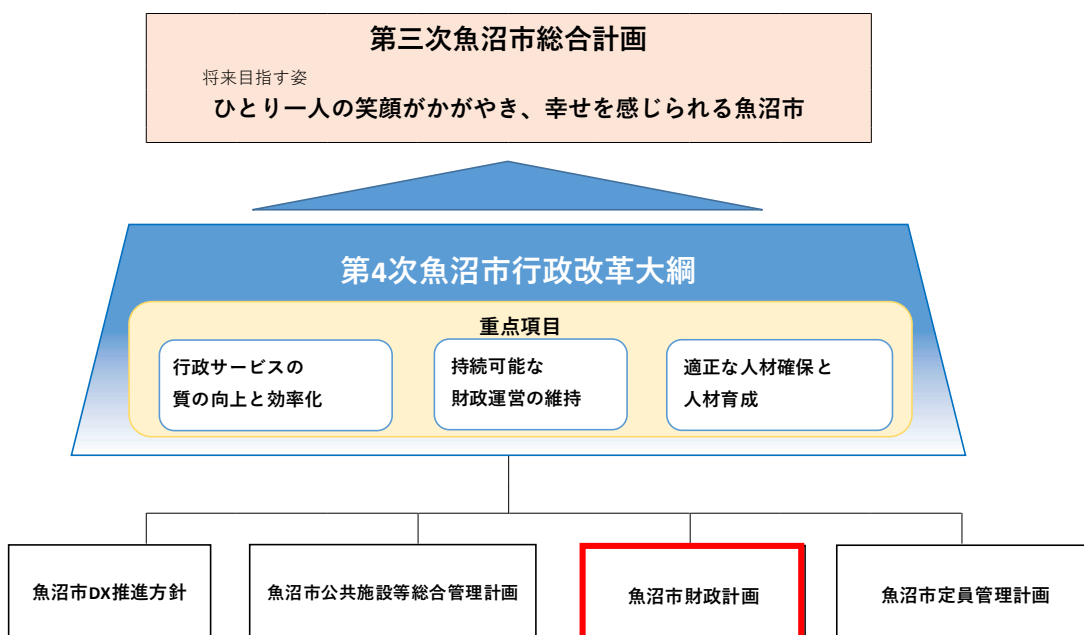 第三次魚沼市総合計画
将来目指す姿
ひとり一人の笑顔がかがやき、幸せを感じられる魚沼市
第4次魚沼市行政改革大綱
重点項目
行政サービスの
質の向上と効率化
持続可能な
財政運営の維持
適正な人材確保と
人材育成
魚沼市DX推進方針
魚沼市公共施設等総合管理計画
魚沼市財政計画
魚沼市定員管理計画